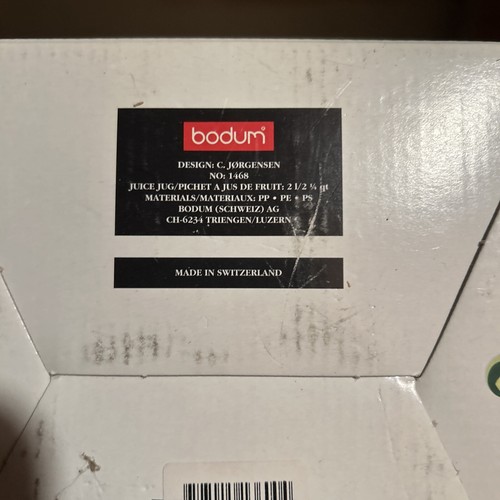 bodum®
DESIGN: C. JØRGENSEN
NO: 1468
JUICE JUG/PICHET A JUS DE FRUIT: 2 l/2 ¼ qt
MATERIALS/MATERIAUX: PP • PE • PS
BODUM (SCHWEIZ) AG
CH-6234 TRIENGEN/LUZERN
MADE IN SWITZERLAND